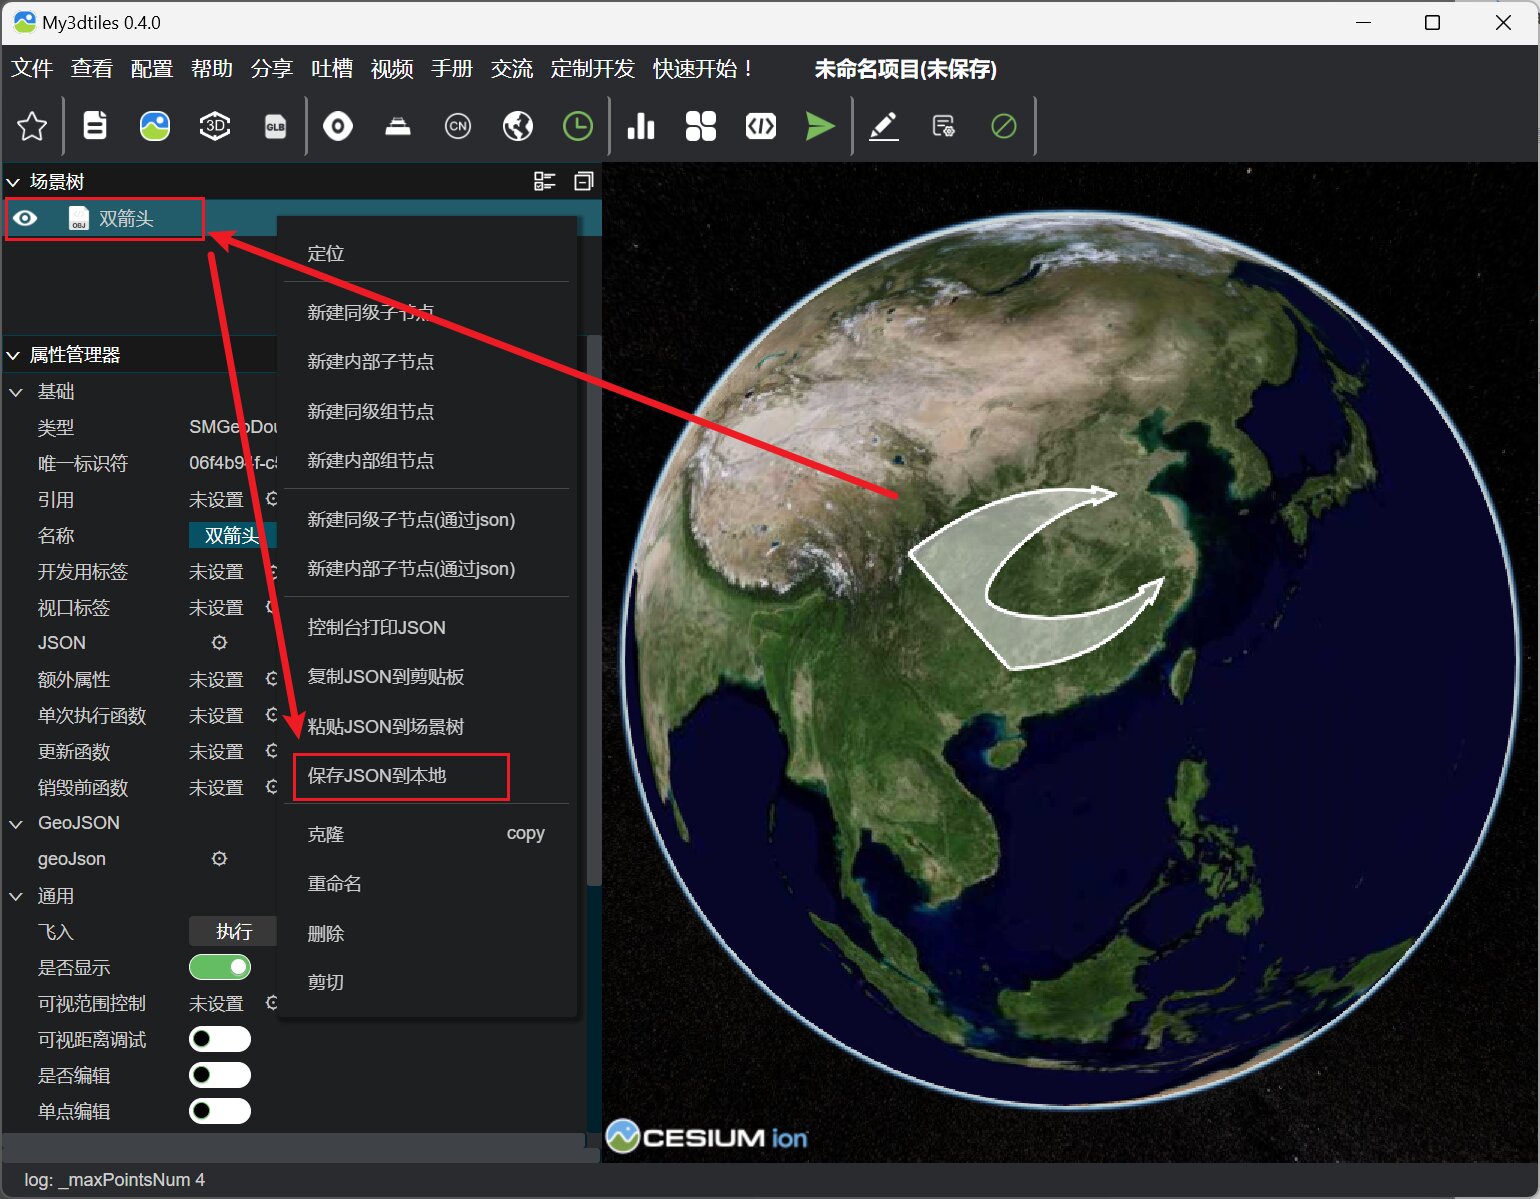 My3dtiles 0.4.0
文件 查看 配置 帮助 分享 吐槽 视频 手册 交流 定制开发 快速开始！ 未命名项目(未保存)
3D GLB CN
场景树
OBJ 双箭头
定位
新建同级子节点
新建内部子节点
新建同级组节点
新建内部组节点
新建同级子节点(通过json)
新建内部子节点(通过json)
控制台打印JSON
复制JSON到剪贴板
粘贴JSON到场景树
保存JSON到本地
克隆 copy
重命名
删除
剪切
属性管理器
基础
类型 SMGeoDou
唯一标识符
引用 未设置
名称 双箭头
开发用标签 未设置
视口标签 未设置
JSON
额外属性 未设置
单次执行函数 未设置
更新函数 未设置
销毁前函数 未设置
GeoJSON
geoJson
通用
飞入 执行
是否显示
可视范围控制 未设置
可视距离调试
是否编辑
单点编辑
CESIUM ion
log: _maxPointsNum 4